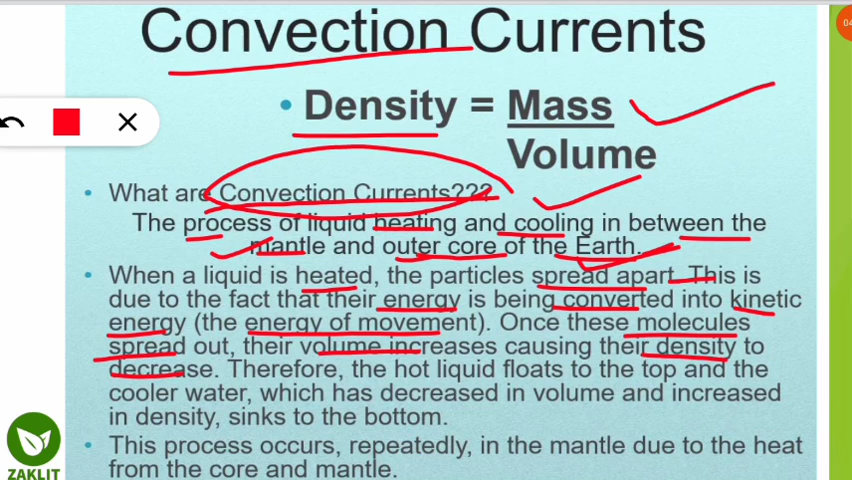 Convection Currents
04
• Density = Mass
Volume
• What are Convection Currents???
The process of liquid heating and cooling in between the
mantle and outer core of the Earth.
• When a liquid is heated, the particles spread apart. This is
due to the fact that their energy is being converted into kinetic
energy (the energy of movement). Once these molecules
spread out, their volume increases causing their density to
decrease. Therefore, the hot liquid floats to the top and the
cooler water, which has decreased in volume and increased
in density, sinks to the bottom.
• This process occurs, repeatedly, in the mantle due to the heat
from the core and mantle.
ZAKLIT